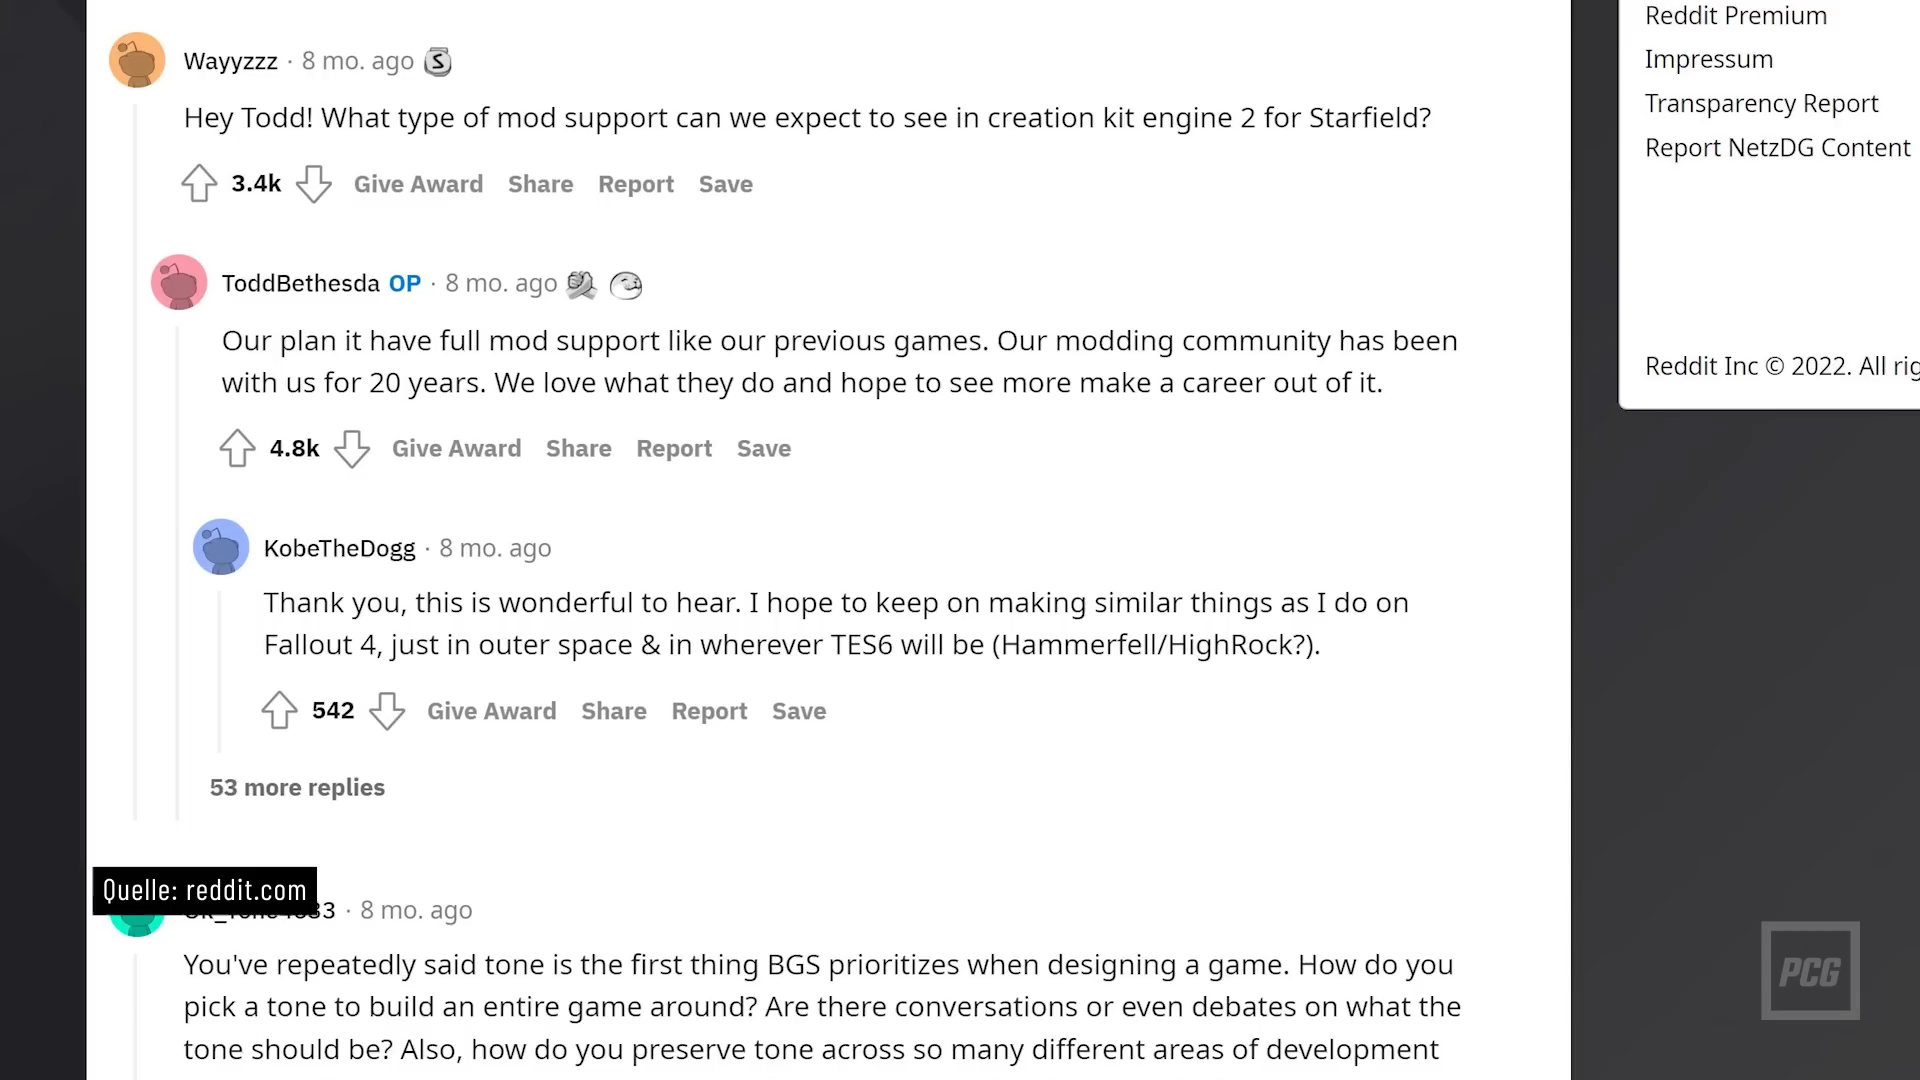 Wayyzzz · 8 mo. ago
Hey Todd! What type of mod support can we expect to see in creation kit engine 2 for Starfield?
3.4k Give Award Share Report Save
ToddBethesda OP · 8 mo. ago
Our plan it have full mod support like our previous games. Our modding community has been
with us for 20 years. We love what they do and hope to see more make a career out of it.
4.8k Give Award Share Report Save
KobeTheDogg · 8 mo. ago
Thank you, this is wonderful to hear. I hope to keep on making similar things as I do on
Fallout 4, just in outer space & in wherever TES6 will be (Hammerfell/HighRock?).
542 Give Award Share Report Save
53 more replies
Quelle: reddit.com
· 8 mo. ago
You've repeatedly said tone is the first thing BGS prioritizes when designing a game. How do you
pick a tone to build an entire game around? Are there conversations or even debates on what the
tone should be? Also, how do you preserve tone across so many different areas of development
Reddit Premium
Impressum
Transparency Report
Report NetzDG Content
Reddit Inc © 2022. All rig
PCG